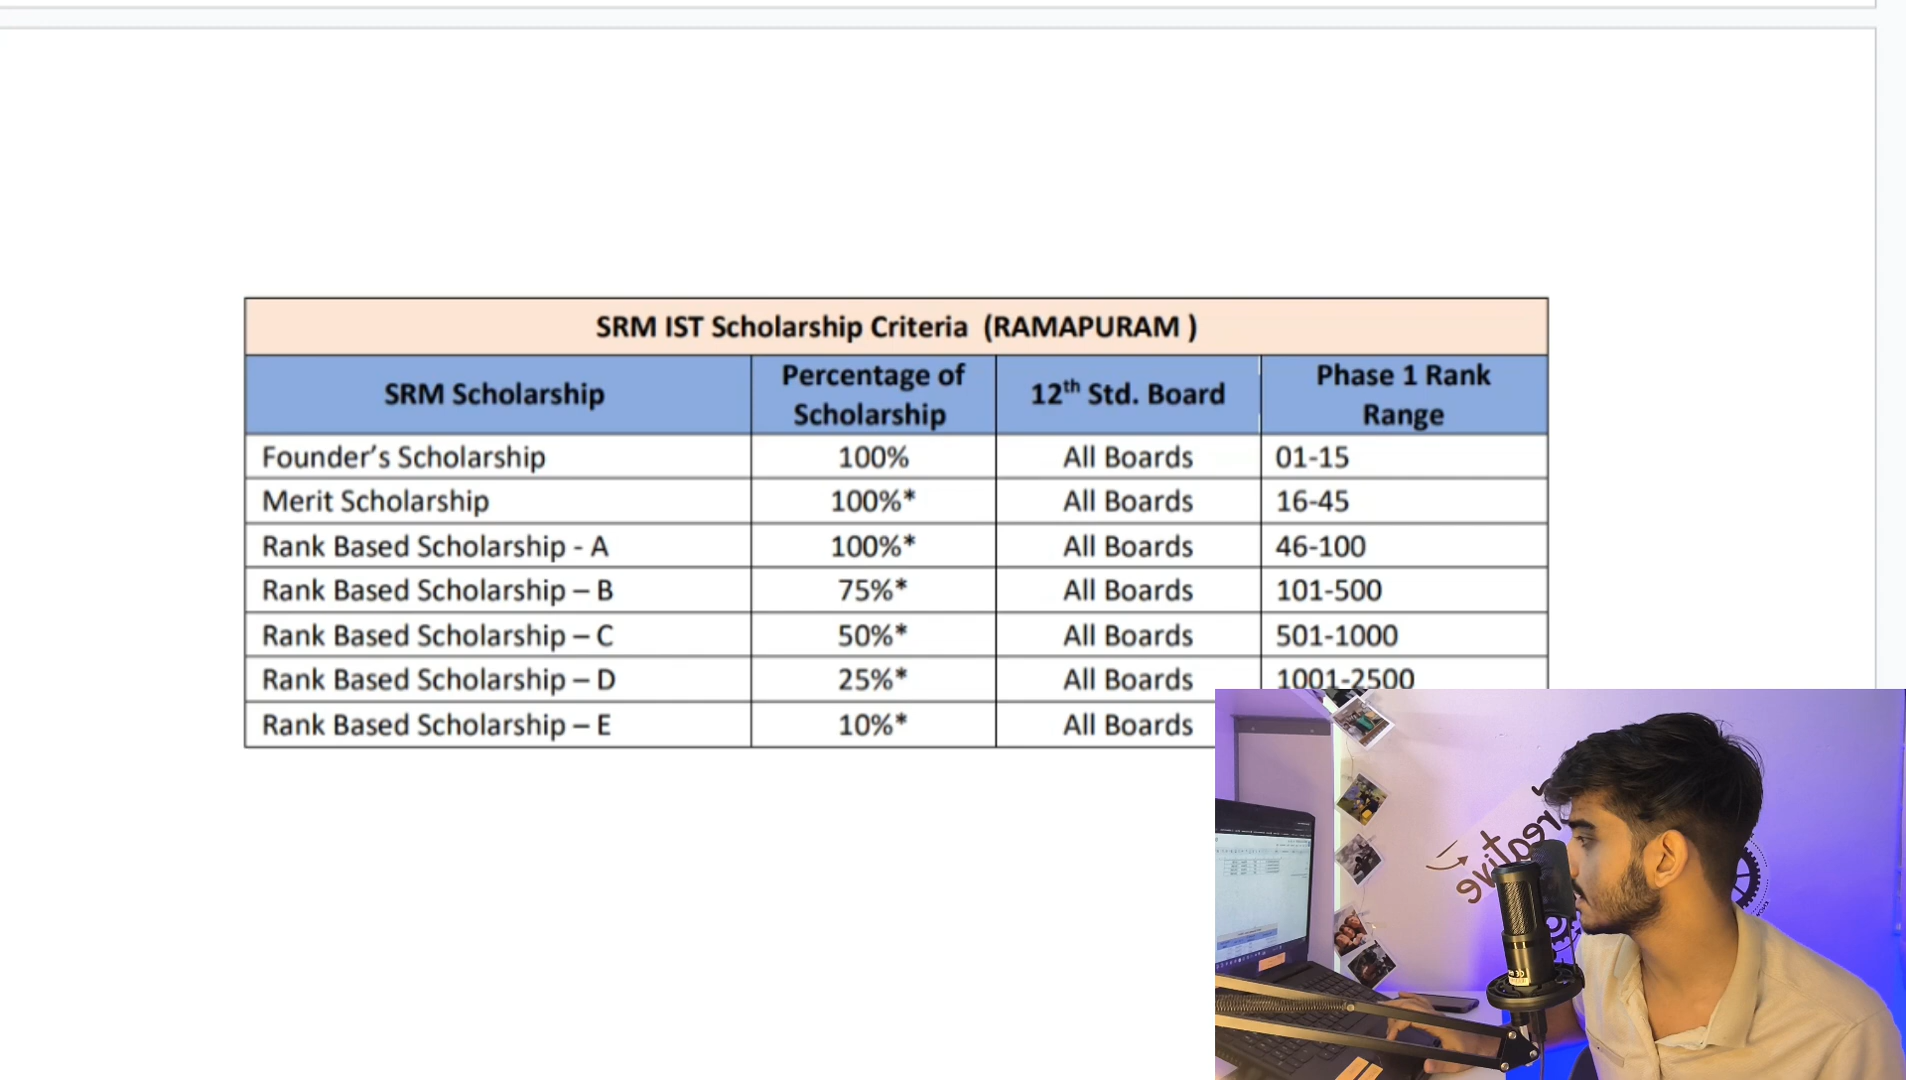 SRM IST Scholarship Criteria (RAMAPURAM )
SRM Scholarship Percentage of Scholarship 12th Std. Board Phase 1 Rank Range
Founder’s Scholarship 100% All Boards 01-15
Merit Scholarship 100%* All Boards 16-45
Rank Based Scholarship - A 100%* All Boards 46-100
Rank Based Scholarship – B 75%* All Boards 101-500
Rank Based Scholarship – C 50%* All Boards 501-1000
Rank Based Scholarship – D 25%* All Boards 1001-2500
Rank Based Scholarship – E 10%* All Boards
creative